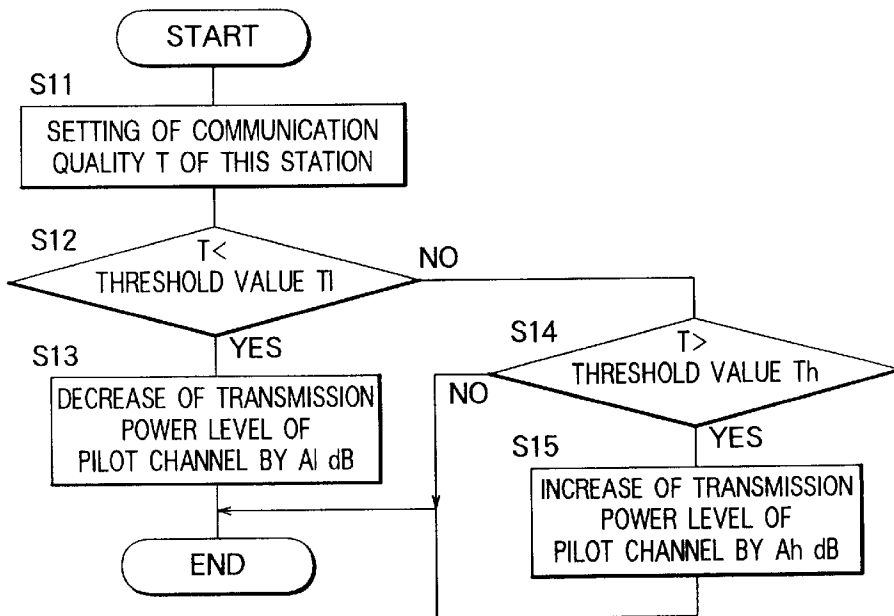 START
S11
SETTING OF COMMUNICATION
QUALITY T OF THIS STATION
S12
T<
THRESHOLD VALUE Tl
NO
YES
S13
DECREASE OF TRANSMISSION
POWER LEVEL OF
PILOT CHANNEL BY Al dB
S14
T>
THRESHOLD VALUE Th
NO
YES
S15
INCREASE OF TRANSMISSION
POWER LEVEL OF
PILOT CHANNEL BY Ah dB
END